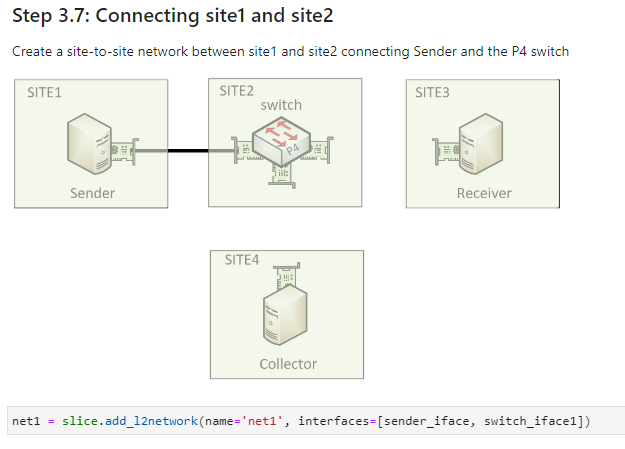 Step 3.7: Connecting site1 and site2
Create a site-to-site network between site1 and site2 connecting Sender and the P4 switch
SITE1
SITE2
SITE3
switch
P4
Sender
Receiver
SITE4
Collector
net1 = slice.add_l2network(name='net1', interfaces=[sender_iface, switch_iface1])